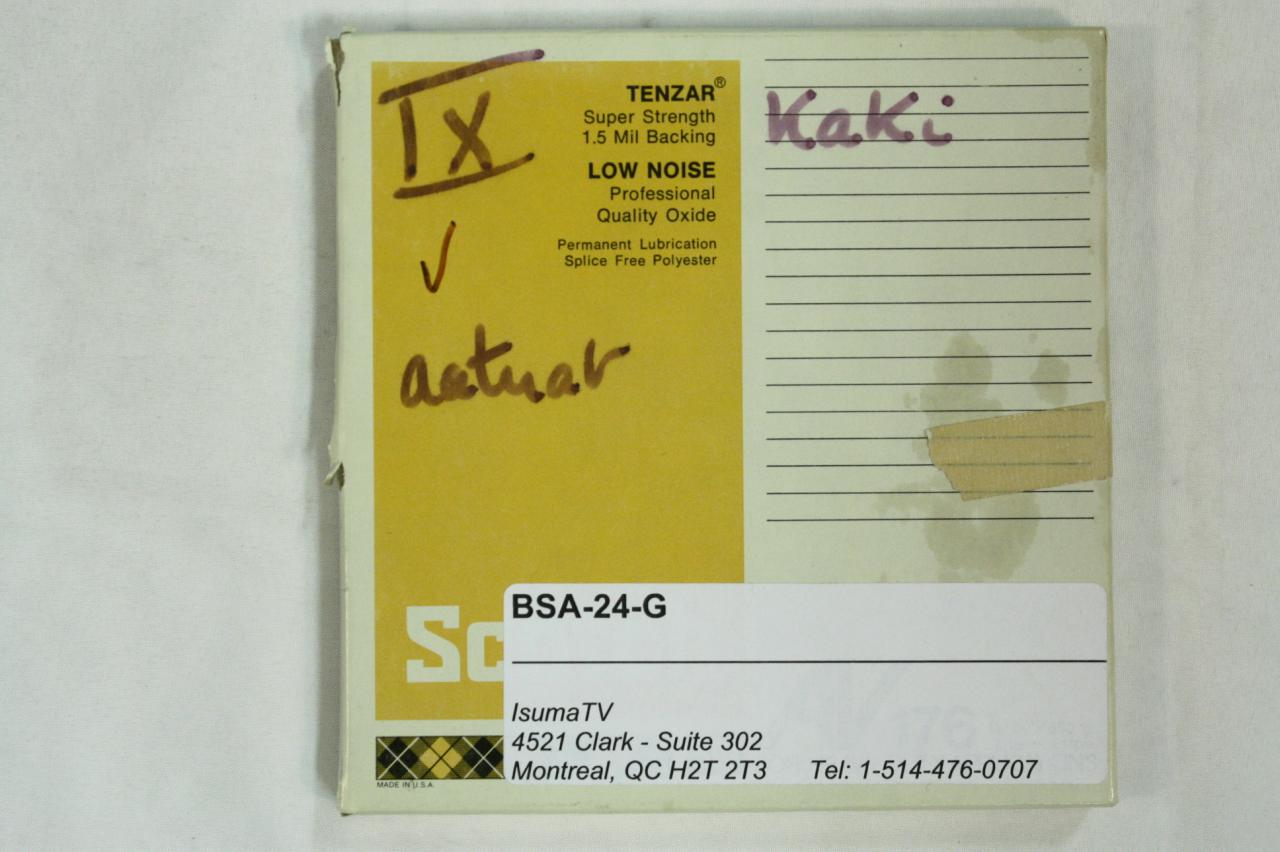 IX
TENZAR®
Super Strength
1.5 Mil Backing
LOW NOISE
Professional
Quality Oxide
Permanent Lubrication
Splice Free Polyester
KaKi
Sc
MADE IN U.S.A.
BSA-24-G
IsumaTV
4521 Clark - Suite 302
Montreal, QC H2T 2T3 Tel: 1-514-476-0707